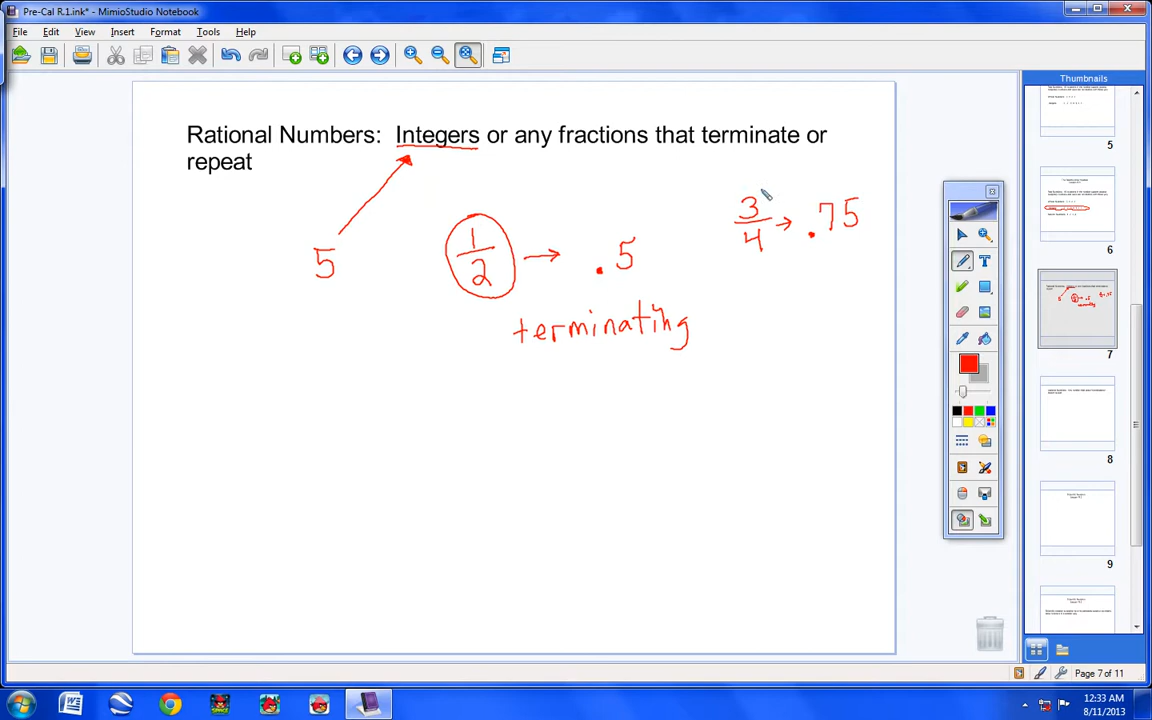 Pre-Cal R.1.ink* - MimioStudio Notebook
File Edit View Insert Format Tools Help
Thumbnails
Rational Numbers: Integers or any fractions that terminate or
repeat
5
1/2 → .5
3/4 → .75
terminating
5
6
7
8
9
Page 7 of 11
12:33 AM
8/11/2013